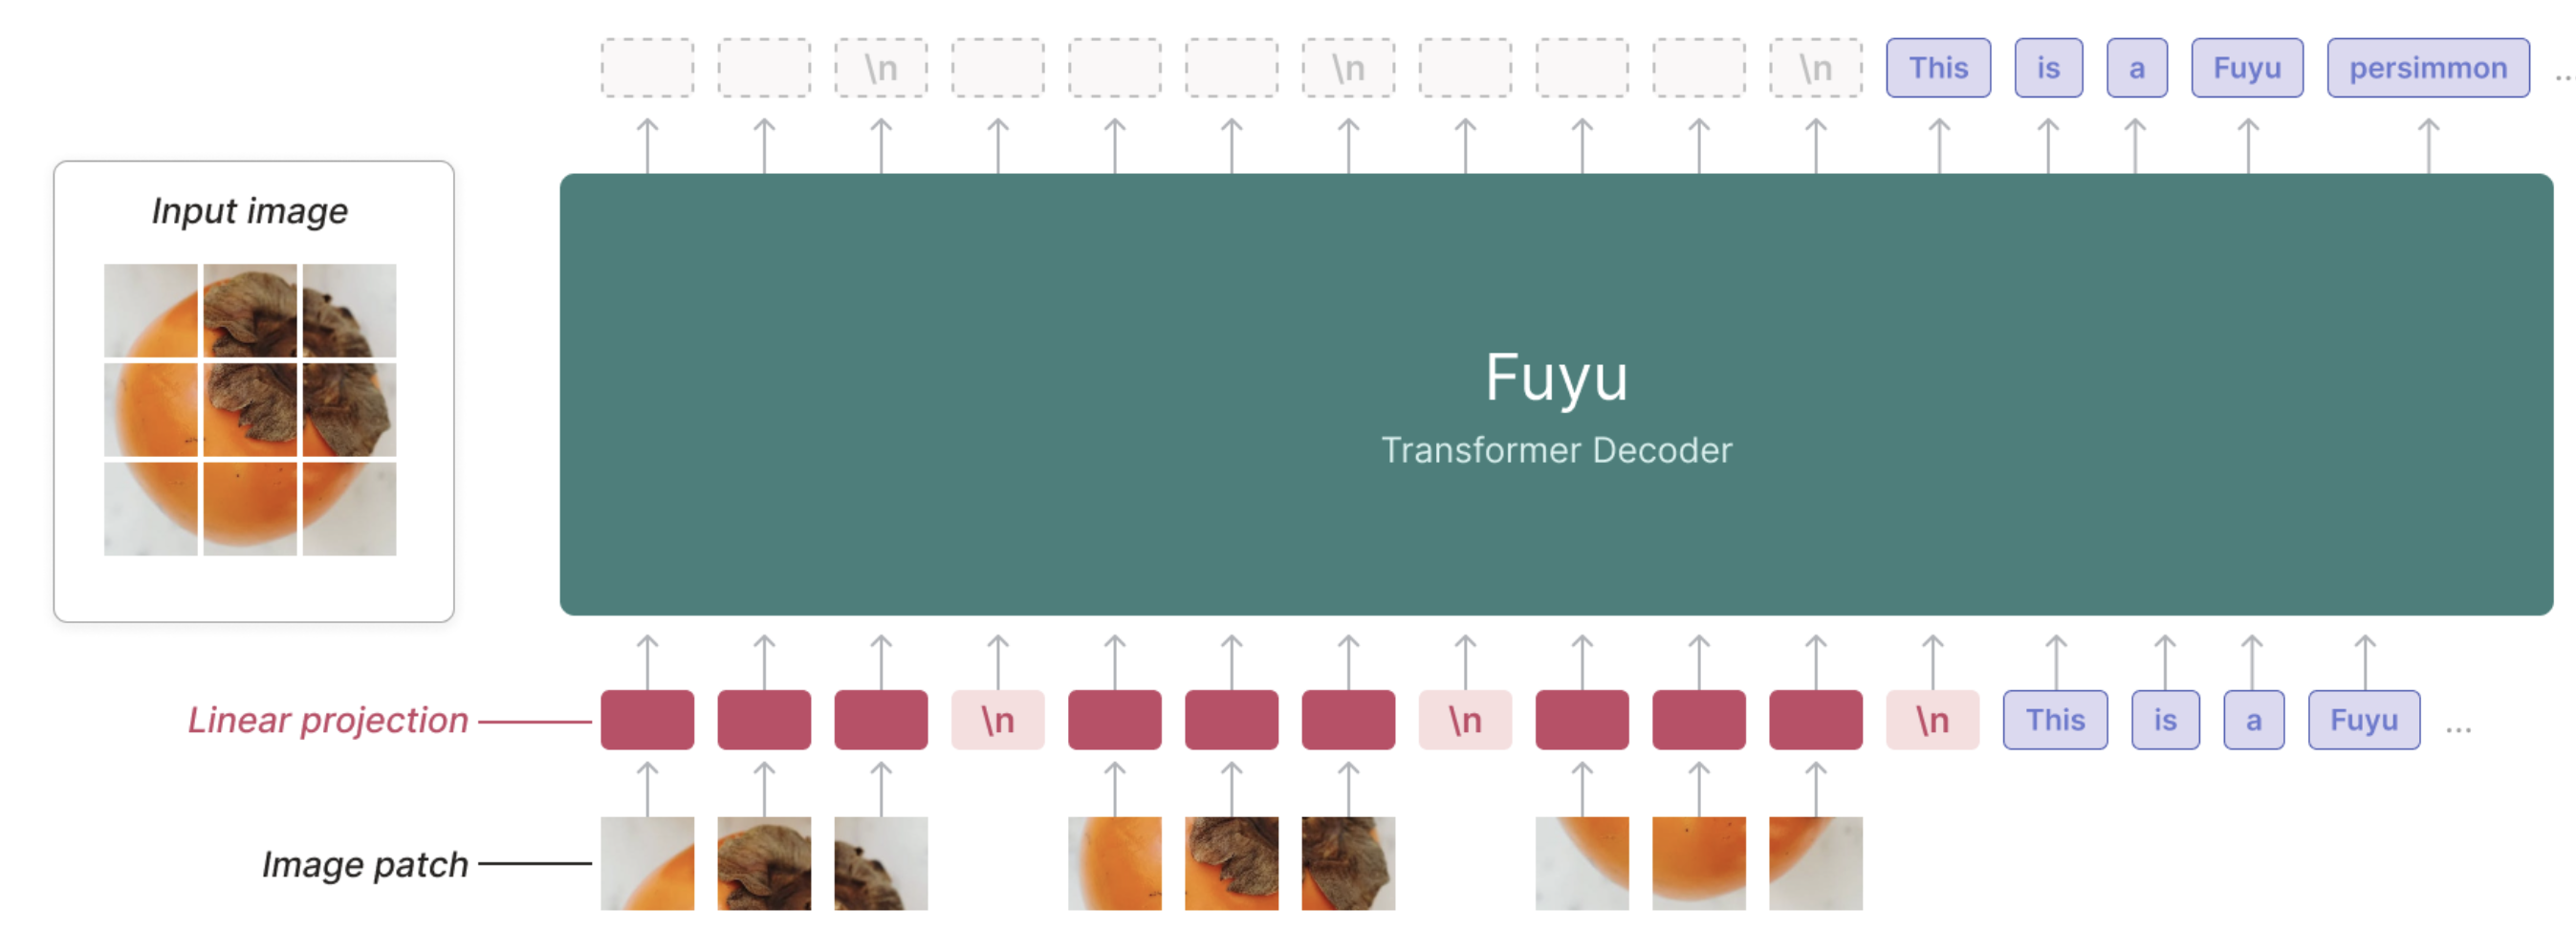 \n \n \n This is a Fuyu persimmon ...
Input image
Fuyu
Transformer Decoder
Linear projection \n \n \n This is a Fuyu ...
Image patch